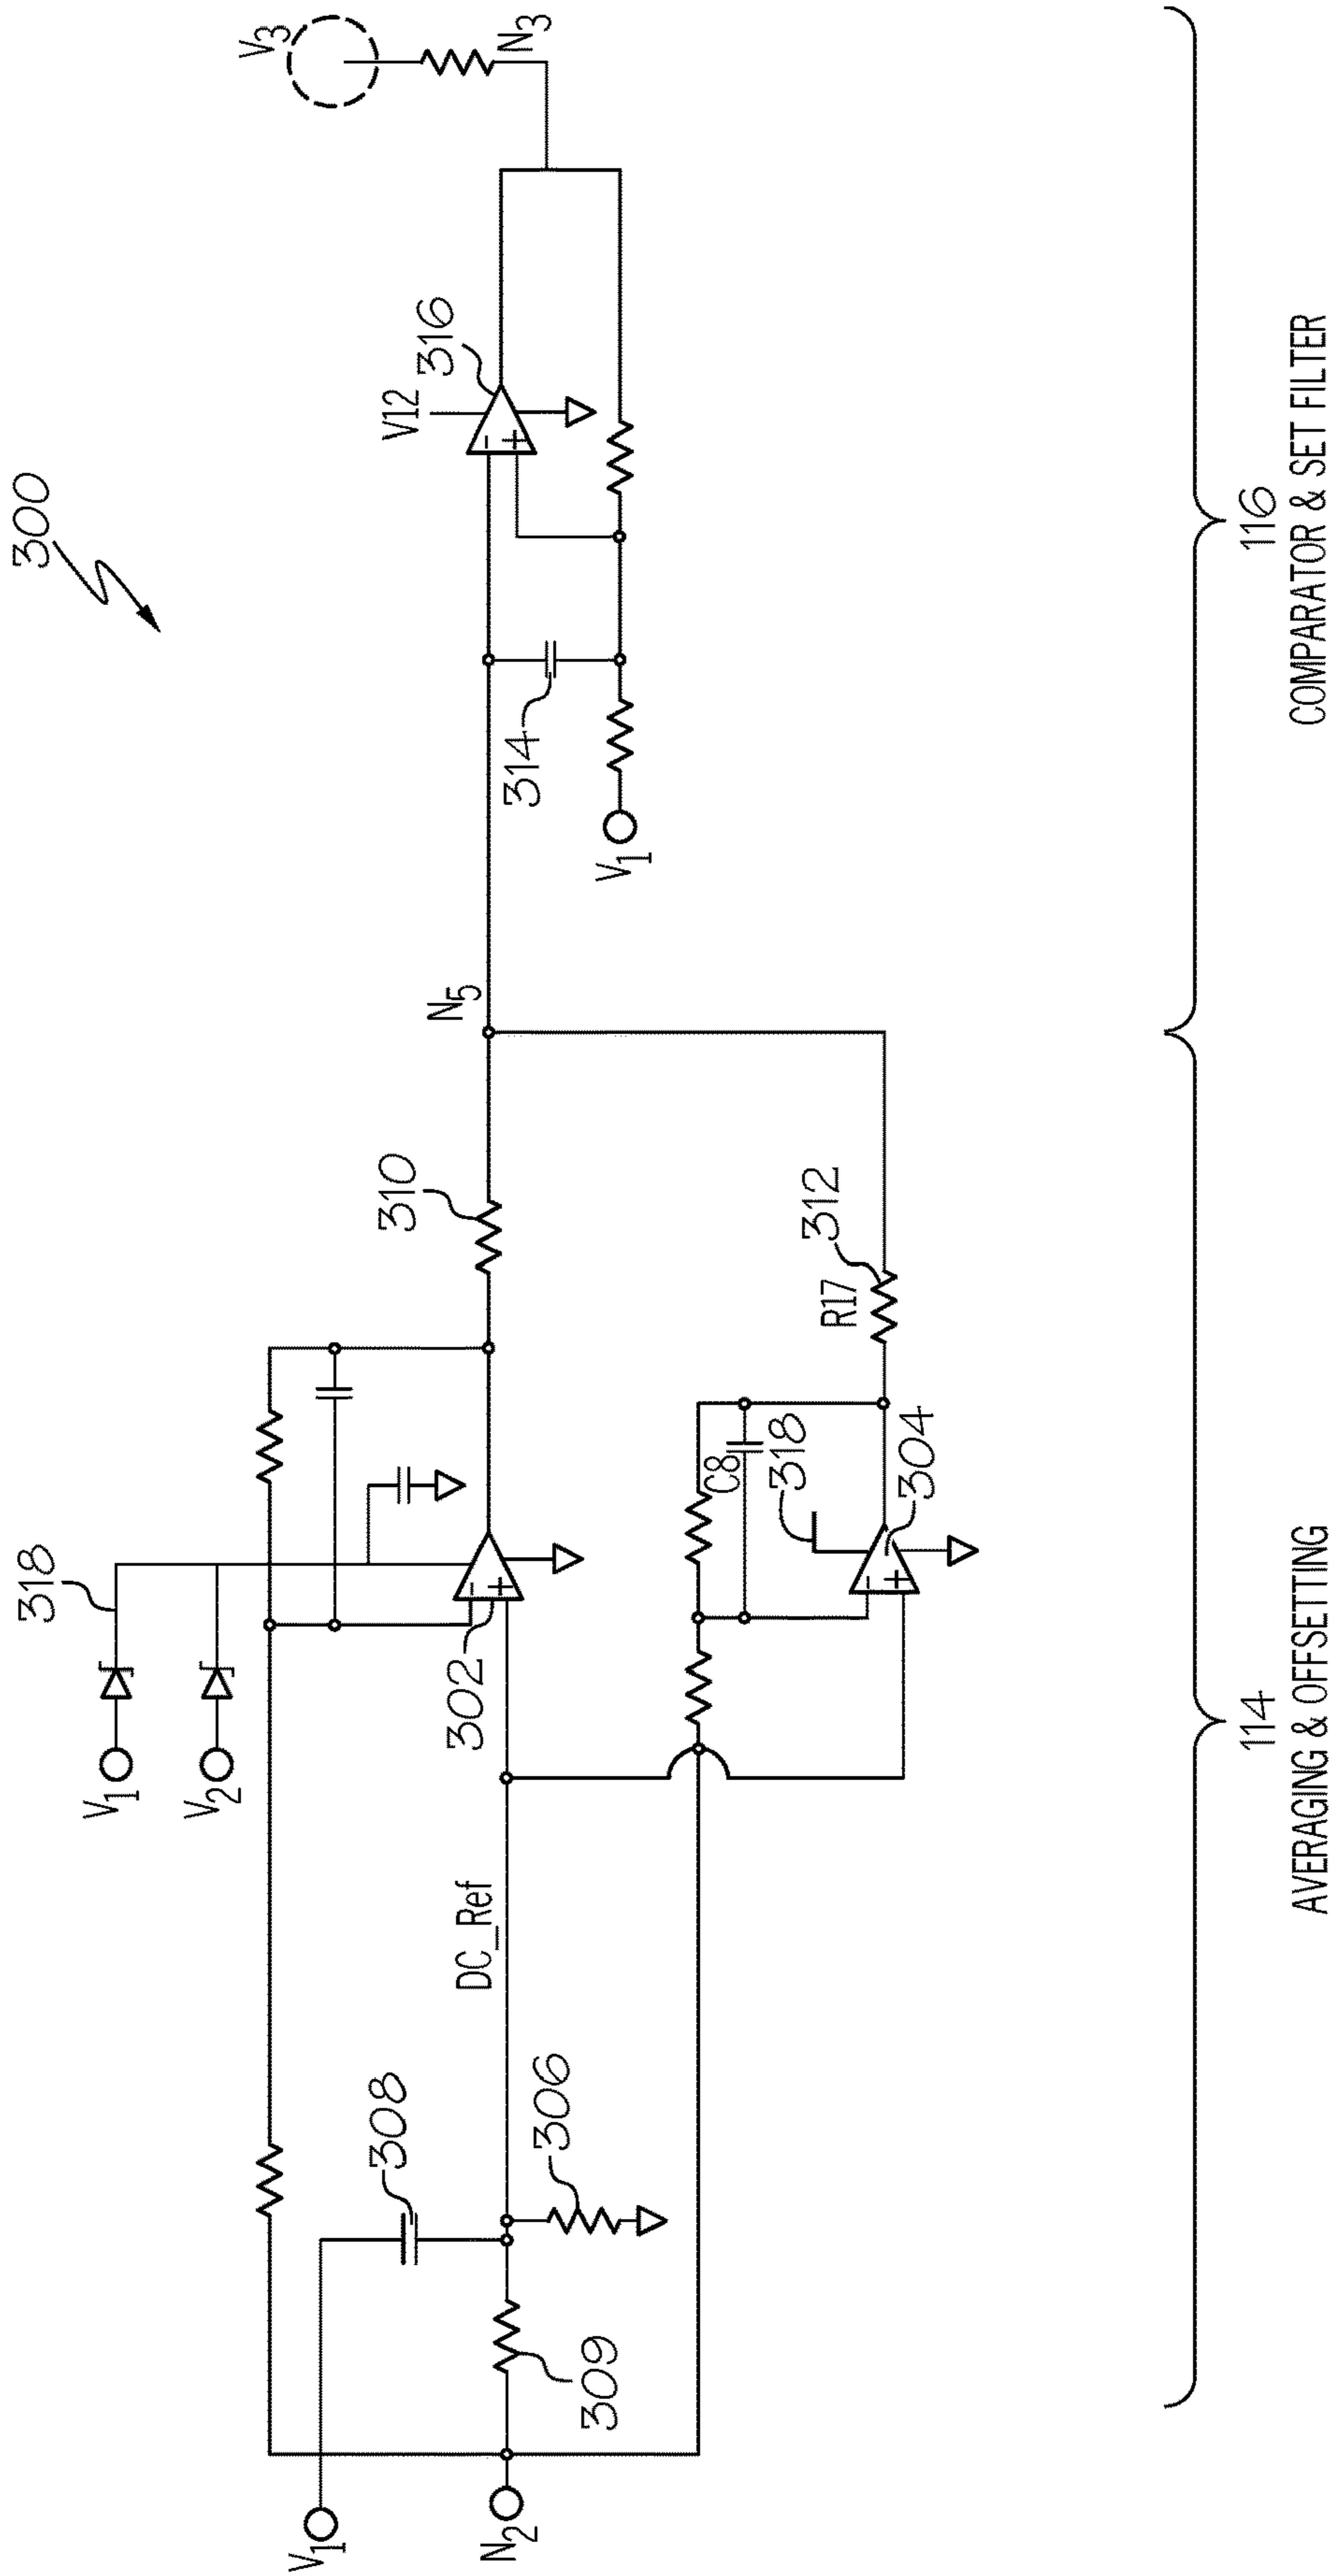 300
V1
V2
318
302
310
N5
V12
316
N3
V3
314
V1
V1
308
N2
309
306
DC_Ref
C8
318
304
R17
312
114
AVERAGING & OFFSETTING
116
COMPARATOR & SET FILTER